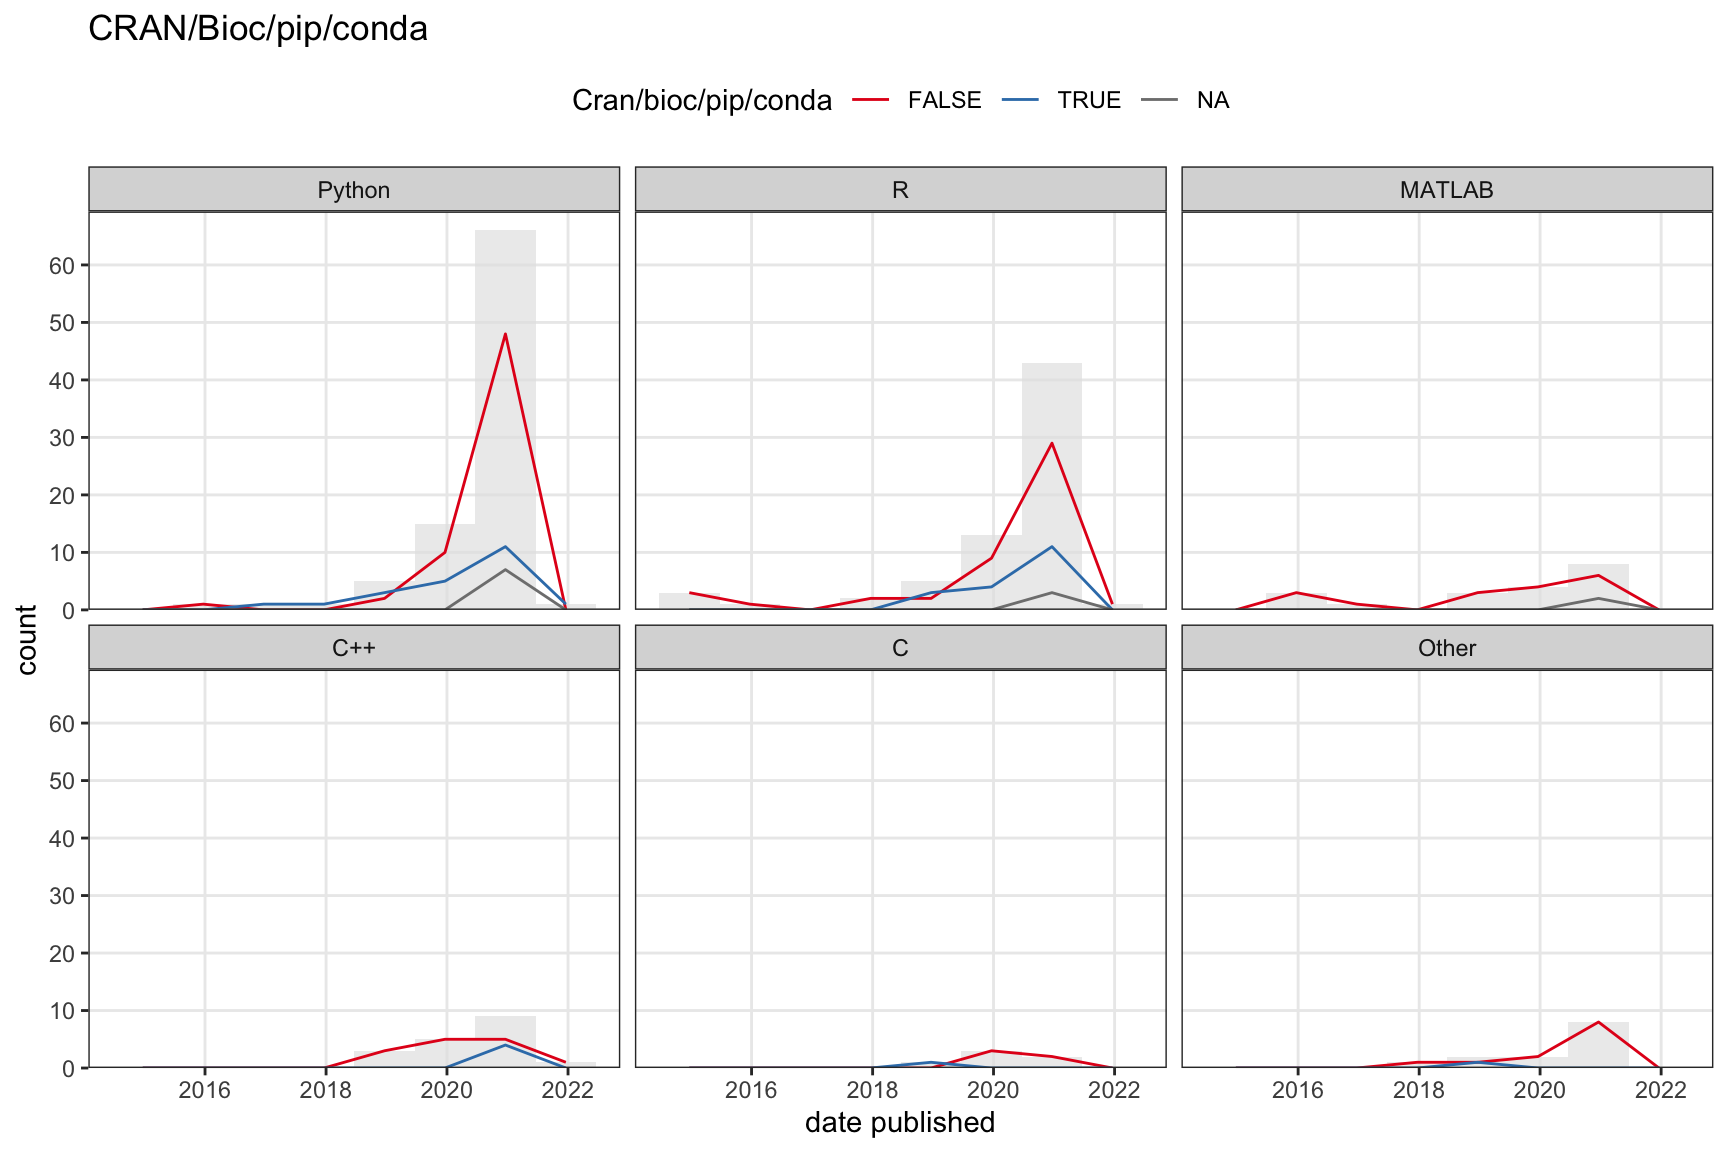 CRAN/Bioc/pip/conda
Cran/bioc/pip/conda FALSE TRUE NA
Python R MATLAB
60
50
40
30
20
10
0
C++ C Other
60
50
40
30
20
10
0
count
2016 2018 2020 2022 2016 2018 2020 2022 2016 2018 2020 2022
date published